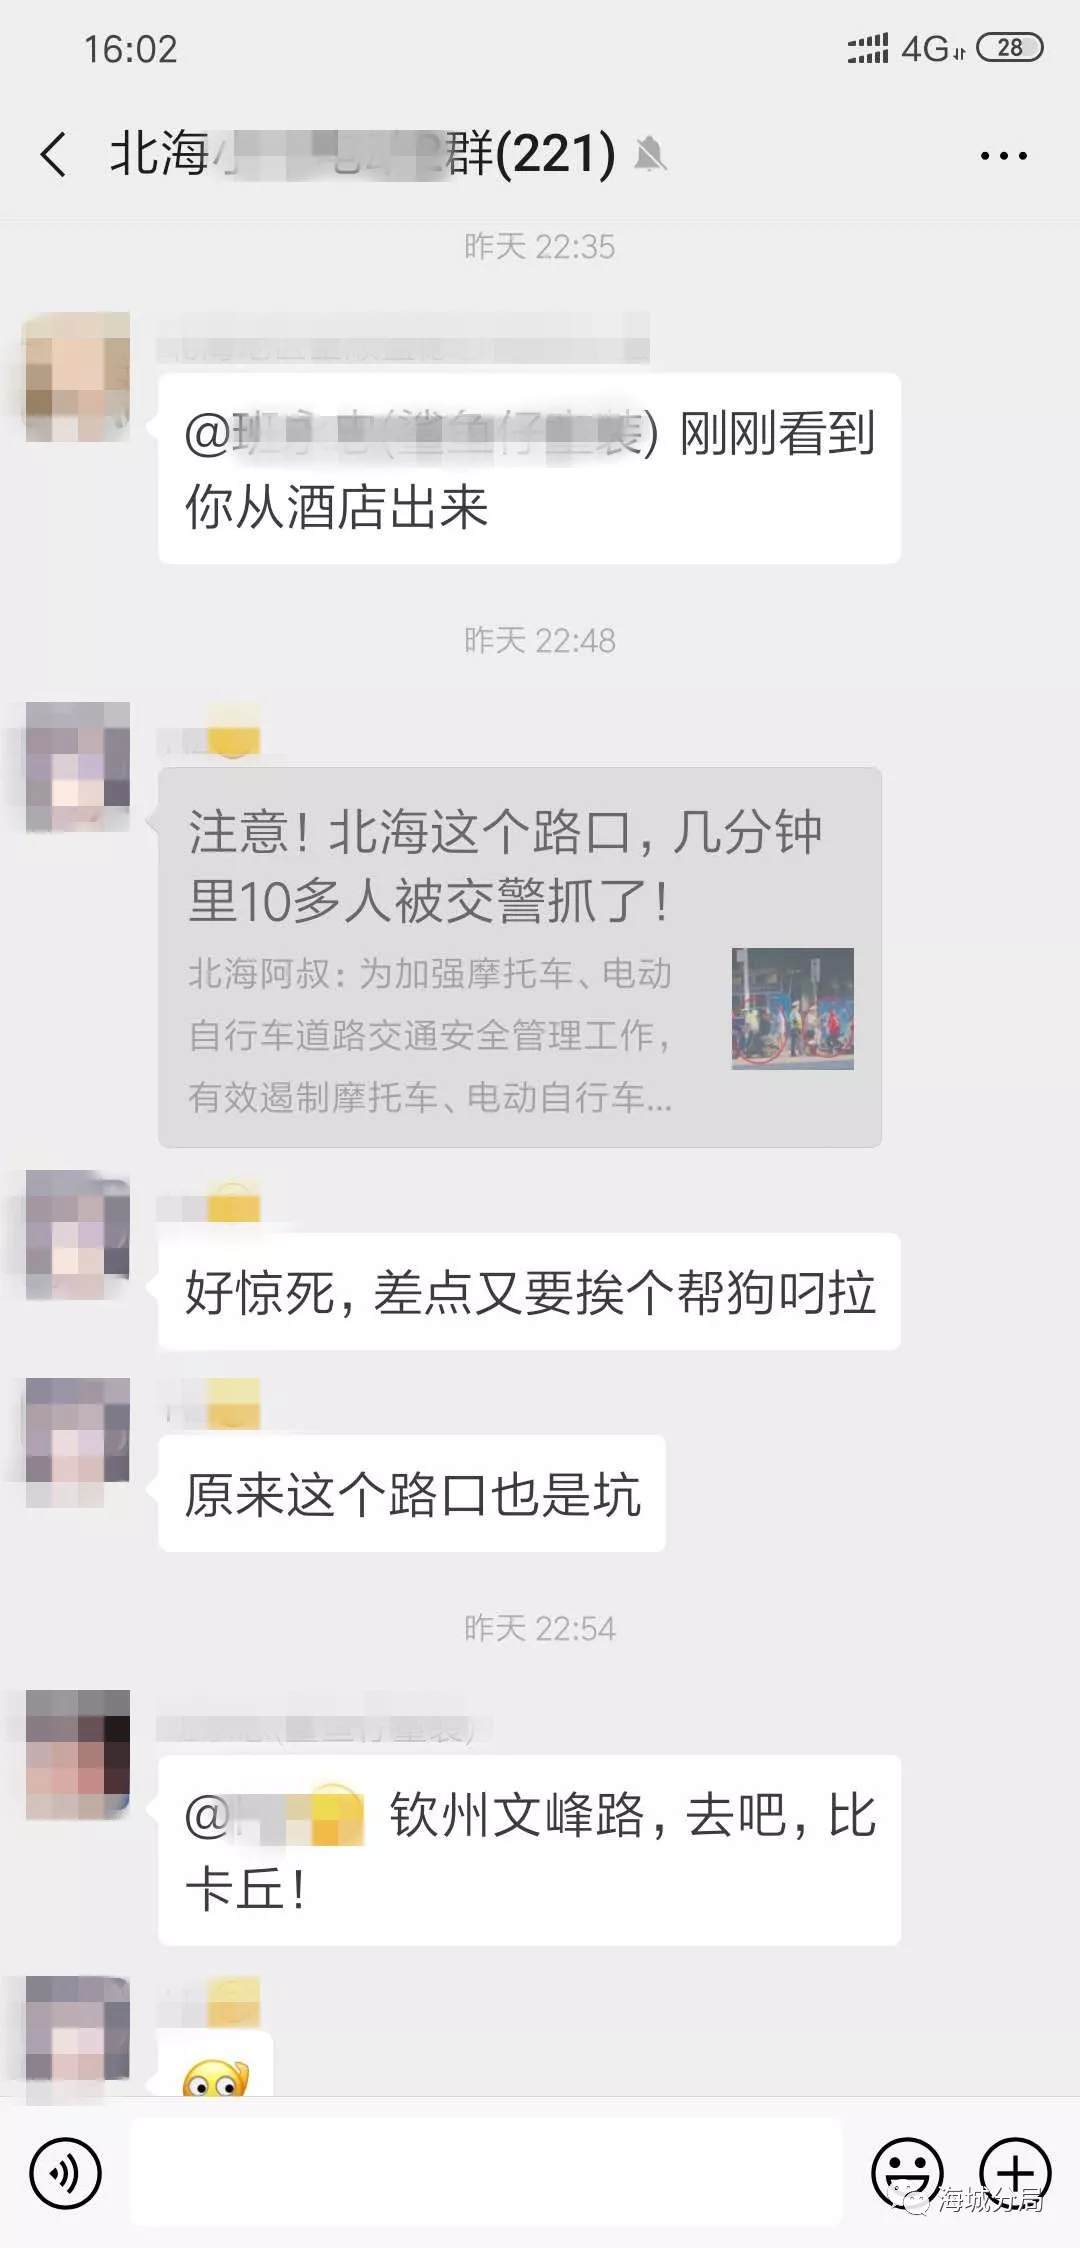 16:02
4G 28
北海 群(221)
昨天 22:35
@ 刚刚看到
你从酒店出来
昨天 22:48
注意！北海这个路口，几分钟
里10多人被交警抓了！
北海阿叔：为加强摩托车、电动
自行车道路交通安全管理工作，
有效遏制摩托车、电动自行车...
好惊死，差点又要挨个帮狗叼拉
原来这个路口也是坑
昨天 22:54
@ 钦州文峰路，去吧，比
卡丘！
海城分局